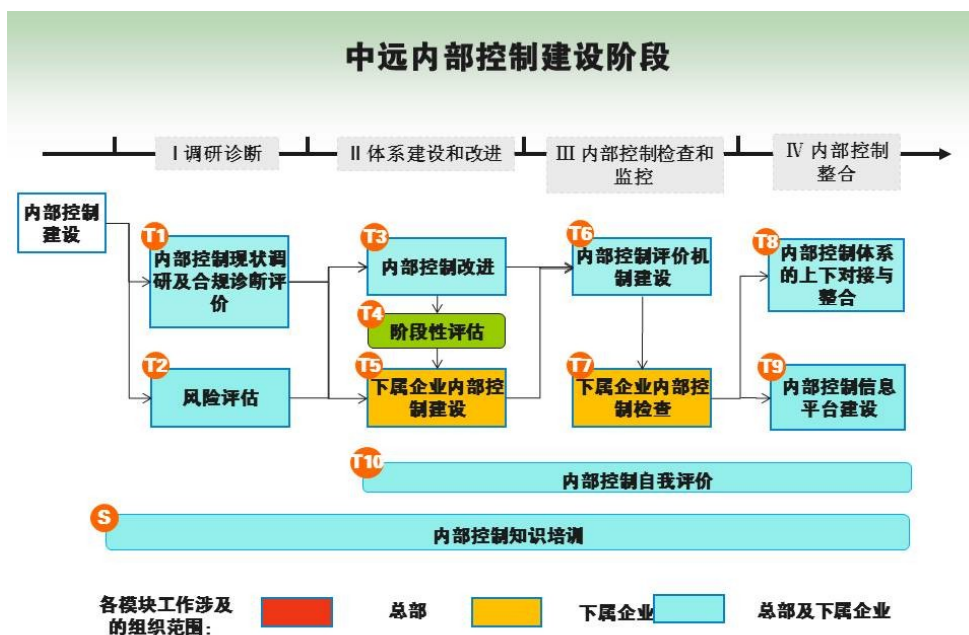 中远内部控制建设阶段
I 调研诊断
II 体系建设和改进
III 内部控制检查和
监控
IV 内部控制
整合
内部控制
建设
T1
内部控制现状调
研及合规诊断评
价
T2
风险评估
T3
内部控制改进
T4
阶段性评估
T5
下属企业内部控
制建设
T6
内部控制评价机
制建设
T7
下属企业内部控
制检查
T8
内部控制体系
的上下对接与
整合
T9
内部控制信息
平台建设
T10
内部控制自我评价
S
内部控制知识培训
各模块工作涉及
的组织范围：
总部
下属企业
总部及下属企业